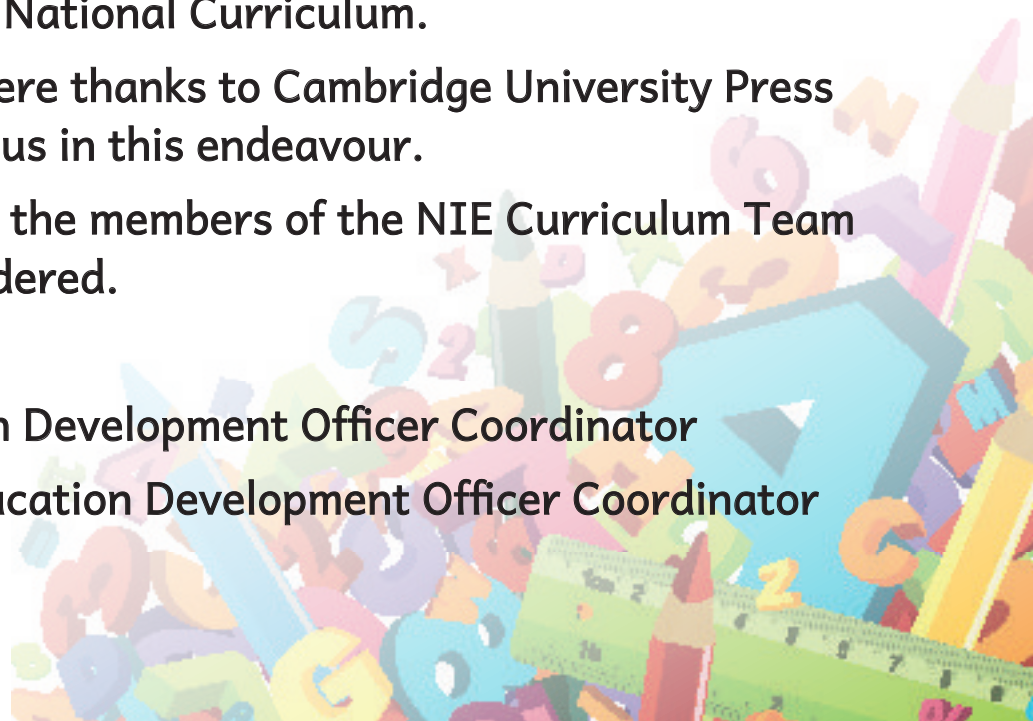 National Curriculum.
ere thanks to Cambridge University Press
us in this endeavour.
the members of the NIE Curriculum Team
dered.
n Development Officer Coordinator
ucation Development Officer Coordinator